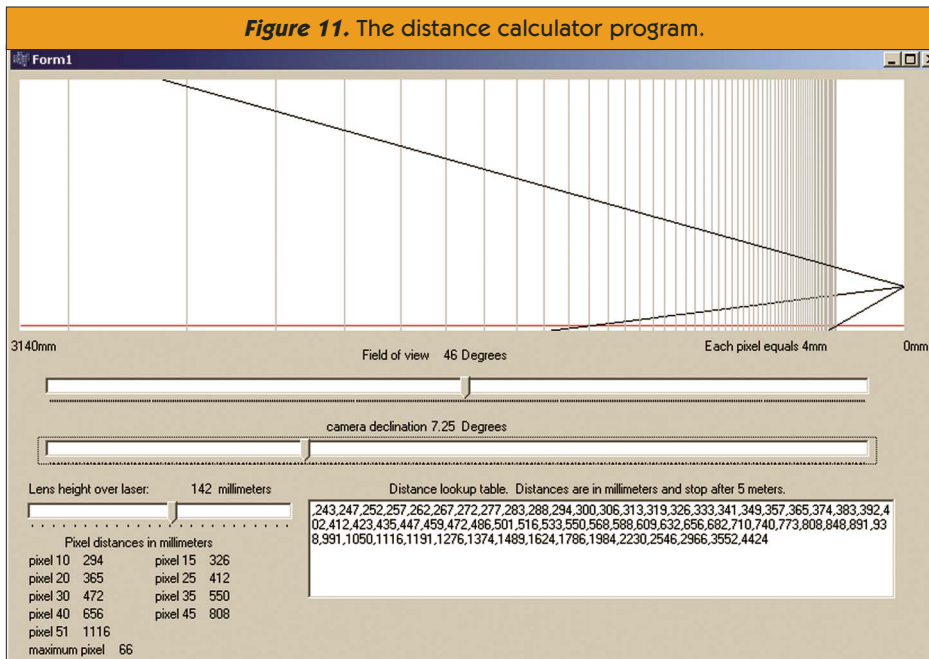 Figure 11. The distance calculator program.
Form1
3140mm
Each pixel equals 4mm
0mm
Field of view 46 Degrees
camera declination 7.25 Degrees
Lens height over laser: 142 millimeters
Distance lookup table. Distances are in millimeters and stop after 5 meters.
,243,247,252,257,262,267,272,277,283,288,294,300,306,313,319,326,333,341,349,357,365,374,383,392,4
02,412,423,435,447,459,472,486,501,516,533,550,568,588,609,632,656,682,710,740,773,808,848,891,93
8,991,1050,1116,1191,1276,1374,1489,1624,1786,1984,2230,2546,2966,3552,4424
Pixel distances in millimeters
pixel 10 294 pixel 15 326
pixel 20 365 pixel 25 412
pixel 30 472 pixel 35 550
pixel 40 656 pixel 45 808
pixel 51 1116
maximum pixel 66